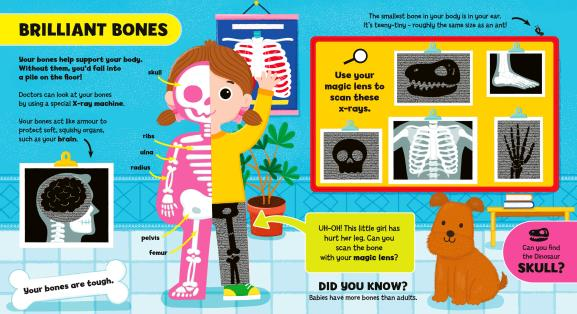 BRILLIANT BONES
Your bones help support your body.
Without them, you'd fall into
a pile on the floor!
Doctors can look at your bones
by using a special X-ray machine.
Your bones act like armour to
protect soft, squishy organs,
such as your brain.
Your bones are tough.
skull
ribs
ulna
radius
pelvis
femur
The smallest bone in your body is in your ear.
It's teeny-tiny - roughly the same size as an ant!
Use your
magic lens to
scan these
x-rays.
UH-OH! This little girl has
hurt her leg. Can you
scan the bone
with your magic lens?
DID YOU KNOW?
Babies have more bones than adults.
Can you find
the Dinosaur
SKULL?